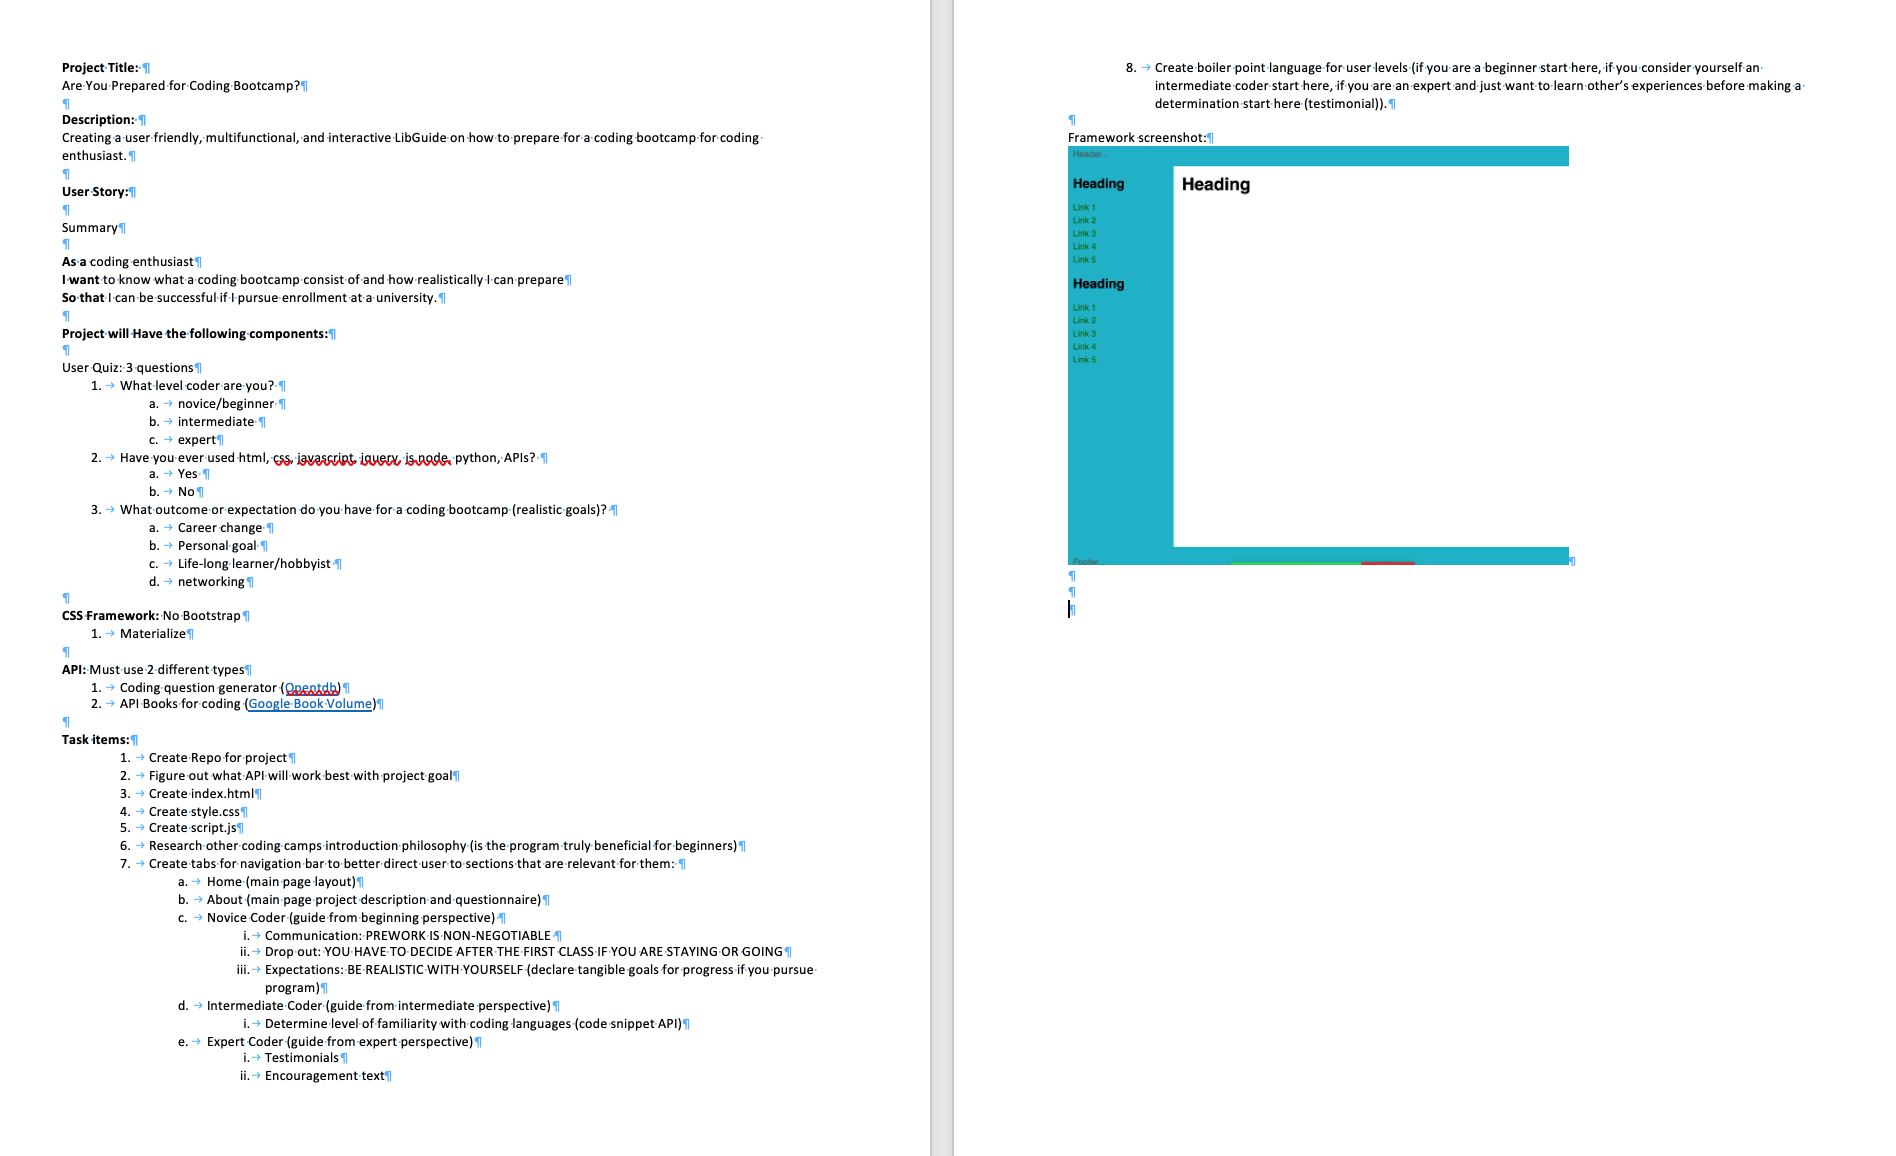 Project Title:
Are You Prepared for Coding Bootcamp?
Description:
Creating a user friendly, multifunctional, and interactive LibGuide on how to prepare for a coding bootcamp for coding
enthusiast.
User Story:
Summary
As a coding enthusiast
I want to know what a coding bootcamp consist of and how realistically I can prepare
So that I can be successful if I pursue enrollment at a university.
Project will Have the following components:
User Quiz: 3 questions
1. What level coder are you?
a. novice/beginner
b. intermediate
c. expert
2. Have you ever used html, css, javascript, jquery, js.node, python, APIs?
a. Yes
b. No
3. What outcome or expectation do you have for a coding bootcamp (realistic goals)?
a. Career change
b. Personal goal
c. Life-long learner/hobbyist
d. networking
CSS Framework: No Bootstrap
1. Materialize
API: Must use 2 different types
1. Coding question generator (Opentdb)
2. API Books for coding (Google Book Volume)
Task items:
1. Create Repo for project
2. Figure out what API will work best with project goal
3. Create index.html
4. Create style.css
5. Create script.js
6. Research other coding camps introduction philosophy (is the program truly beneficial for beginners)
7. Create tabs for navigation bar to better direct user to sections that are relevant for them:
a. Home (main page layout)
b. About (main page project description and questionnaire)
c. Novice Coder (guide from beginning perspective)
i. Communication: PREWORK IS NON-NEGOTIABLE
ii. Drop out: YOU HAVE TO DECIDE AFTER THE FIRST CLASS IF YOU ARE STAYING OR GOING
iii. Expectations: BE REALISTIC WITH YOURSELF (declare tangible goals for progress if you pursue
program)
d. Intermediate Coder (guide from intermediate perspective)
i. Determine level of familiarity with coding languages (code snippet API)
e. Expert Coder (guide from expert perspective)
i. Testimonials
ii. Encouragement text
8. Create boiler point language for user levels (if you are a beginner start here, if you consider yourself an
intermediate coder start here, if you are an expert and just want to learn other's experiences before making a
determination start here (testimonial)).
Framework screenshot:
Header...
Heading
Link 1
Link 2
Link 3
Link 4
Link 5
Heading
Link 1
Link 2
Link 3
Link 4
Link 5
Heading
Footer...